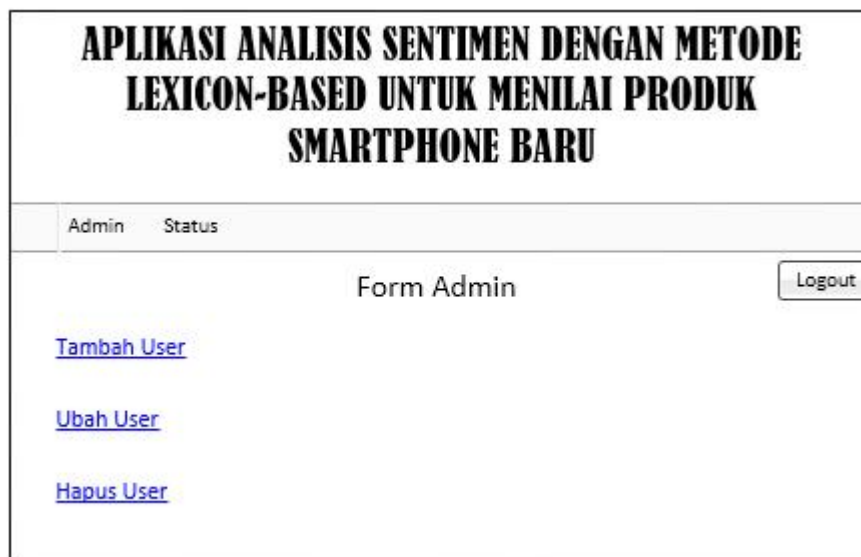 APLIKASI ANALISIS SENTIMEN DENGAN METODE
LEXICON-BASED UNTUK MENILAI PRODUK
SMARTPHONE BARU
Admin Status
Form Admin
Logout
Tambah User
Ubah User
Hapus User